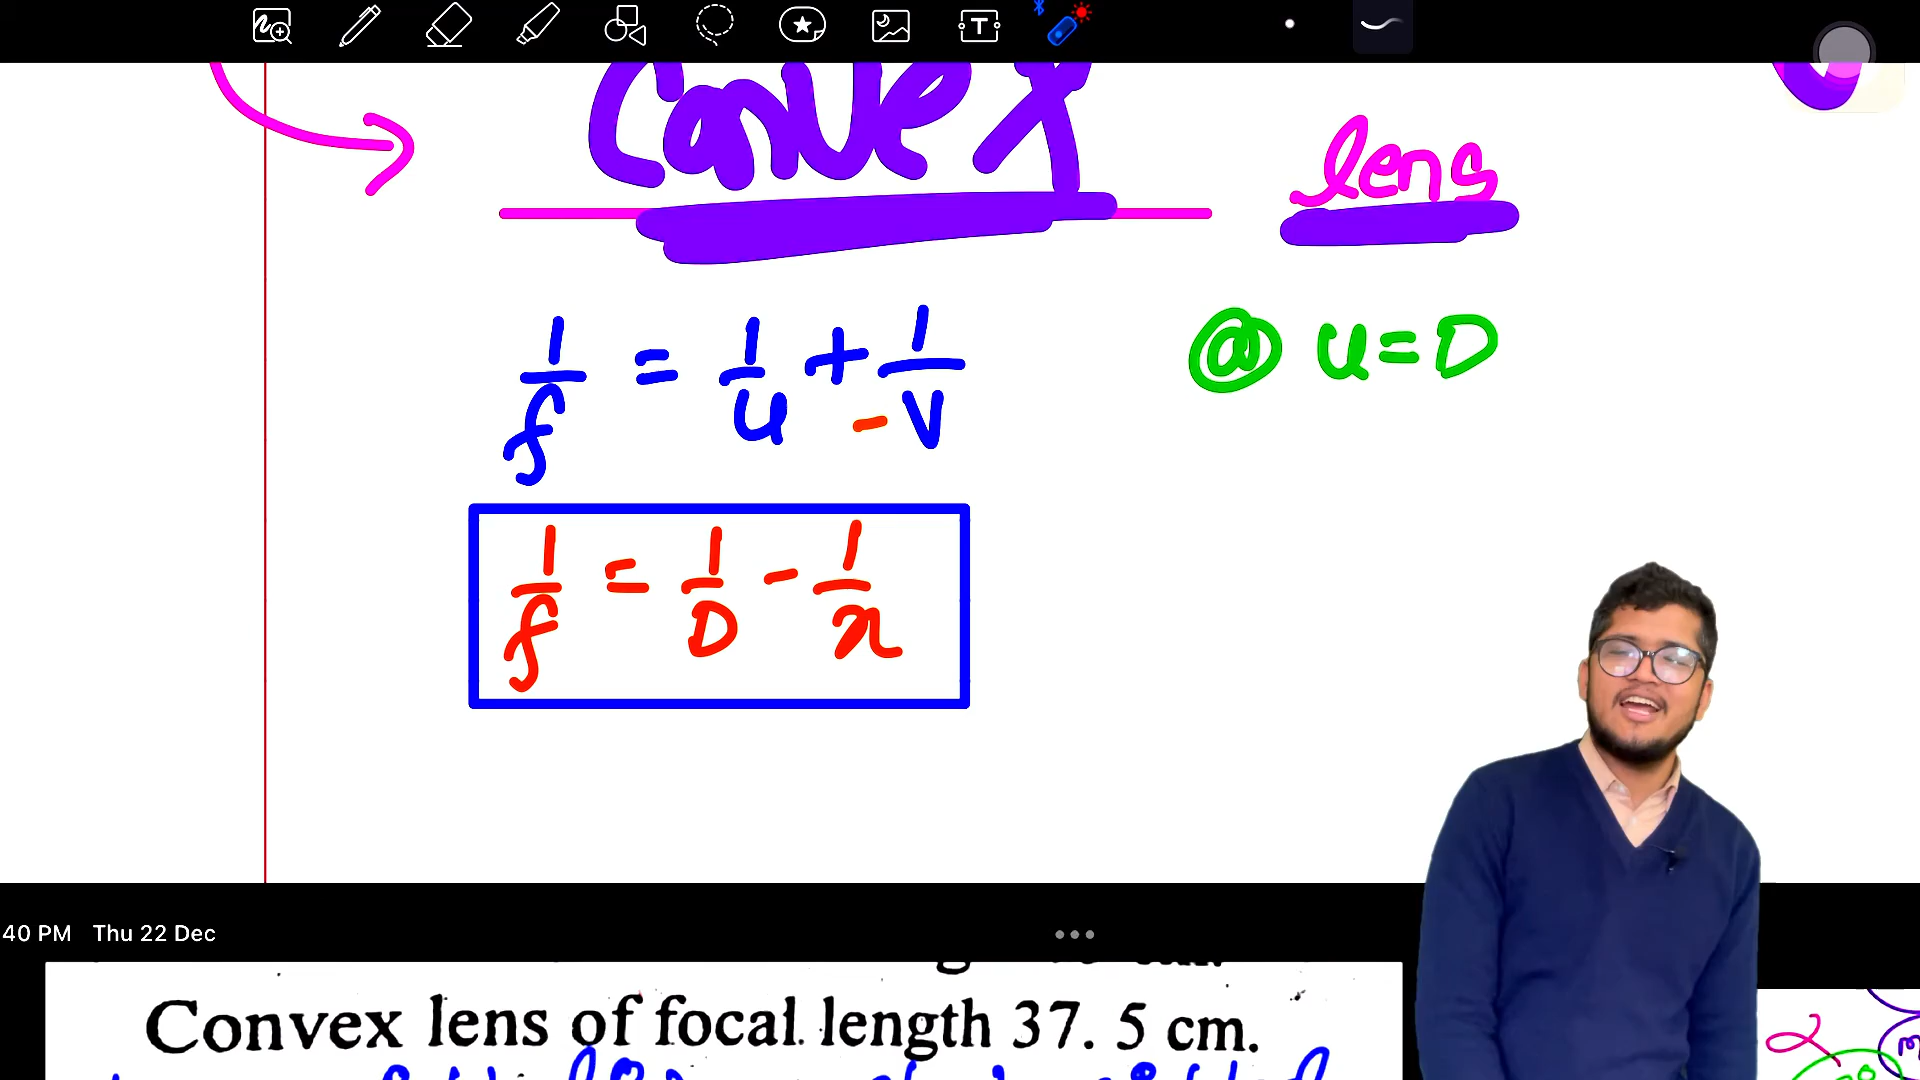 T
Convex lens
1/f = 1/u + 1/-v
@ u=D
1/f = 1/D - 1/x
40 PM Thu 22 Dec
Convex lens of focal length 37. 5 cm.